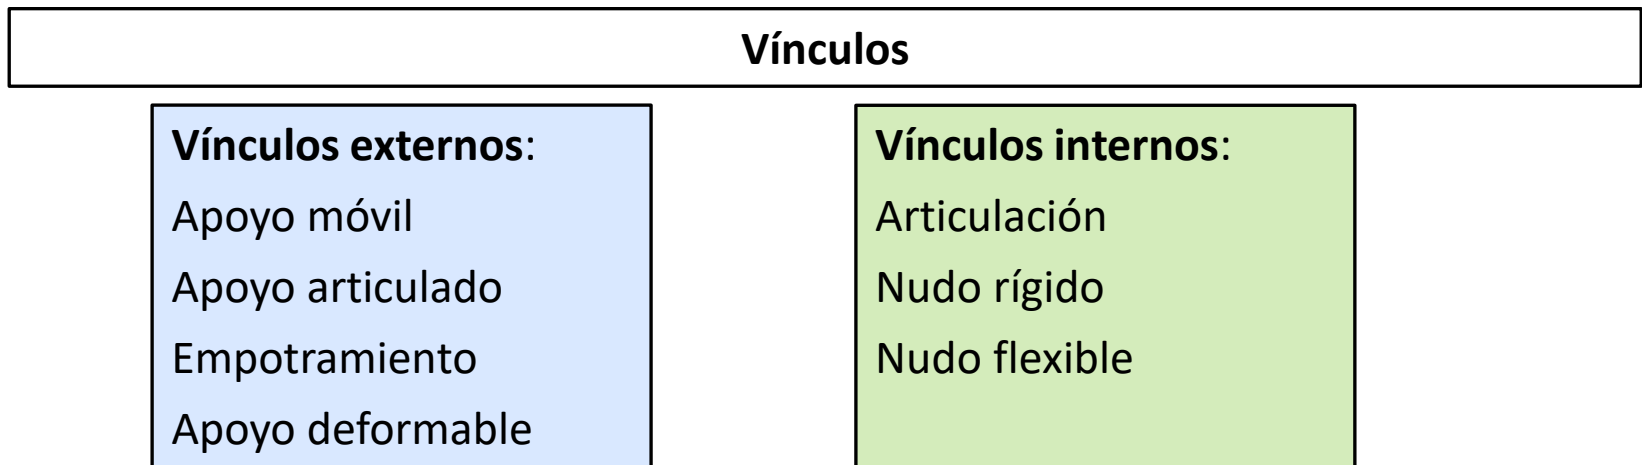 Vínculos
Vínculos externos:
Apoyo móvil
Apoyo articulado
Empotramiento
Apoyo deformable
Vínculos internos:
Articulación
Nudo rígido
Nudo flexible